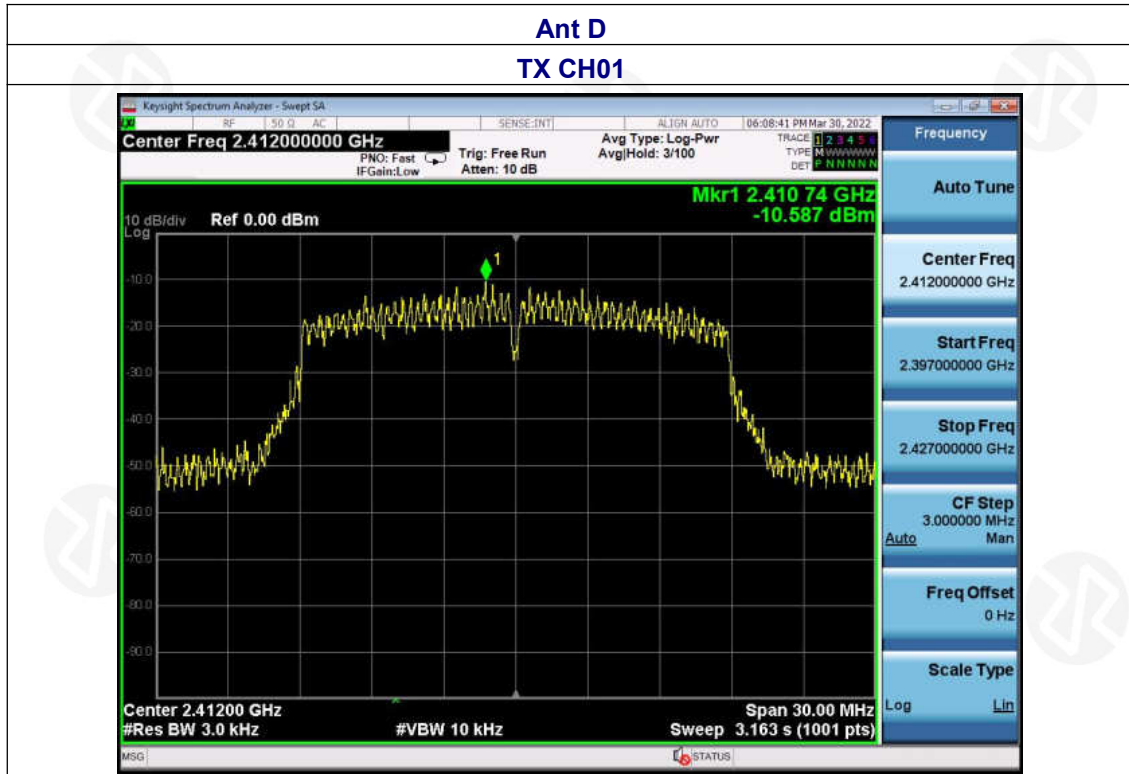 Ant D
TX CH01
Keysight Spectrum Analyzer - Swept SA
RF 50 Ω AC SENSE:INT ALIGN AUTO 06:08:41 PM Mar 30, 2022
Center Freq 2.412000000 GHz
PNO: Fast
IFGain:Low
Trig: Free Run
Atten: 10 dB
Avg Type: Log-Pwr
Avg|Hold: 3/100
TRACE 1 2 3 4 5 6
TYPE M WWWWW
DET P NNNNN
Mkr1 2.410 74 GHz
-10.587 dBm
10 dB/div Ref 0.00 dBm
Log
1
-10.0
-20.0
-30.0
-40.0
-50.0
-60.0
-70.0
-80.0
-90.0
Center 2.41200 GHz Span 30.00 MHz
#Res BW 3.0 kHz #VBW 10 kHz Sweep 3.163 s (1001 pts)
MSG STATUS
Frequency
Auto Tune
Center Freq
2.412000000 GHz
Start Freq
2.397000000 GHz
Stop Freq
2.427000000 GHz
CF Step
3.000000 MHz
Auto Man
Freq Offset
0 Hz
Scale Type
Log Lin